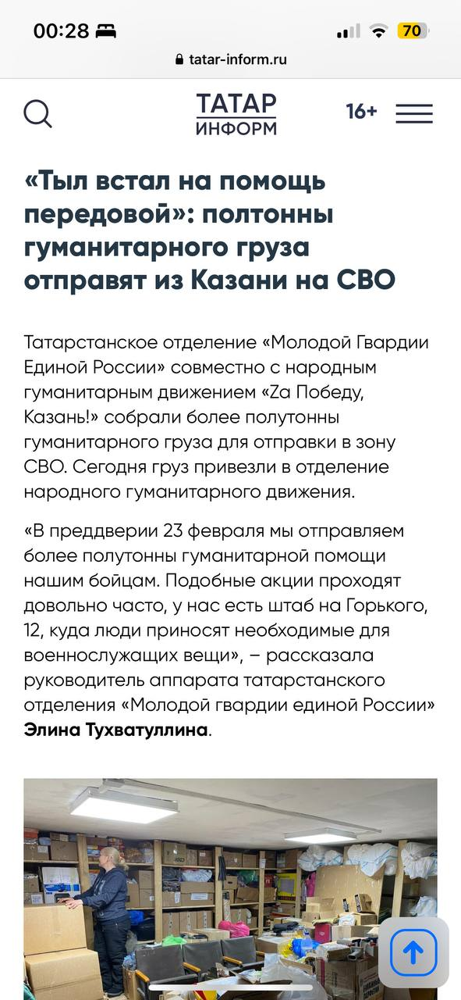 00:28
70
tatar-inform.ru
ТАТАР
ИНФОРМ
16+
«Тыл встал на помощь
передовой»: полтонны
гуманитарного груза
отправят из Казани на СВО
Татарстанское отделение «Молодой Гвардии
Единой России» совместно с народным
гуманитарным движением «Zа Победу,
Казань!» собрали более полутонны
гуманитарного груза для отправки в зону
СВО. Сегодня груз привезли в отделение
народного гуманитарного движения.
«В преддверии 23 февраля мы отправляем
более полутонны гуманитарной помощи
нашим бойцам. Подобные акции проходят
довольно часто, у нас есть штаб на Горького,
12, куда люди приносят необходимые для
военнослужащих вещи», – рассказала
руководитель аппарата татарстанского
отделения «Молодой гвардии единой России»
Элина Тухватуллина.